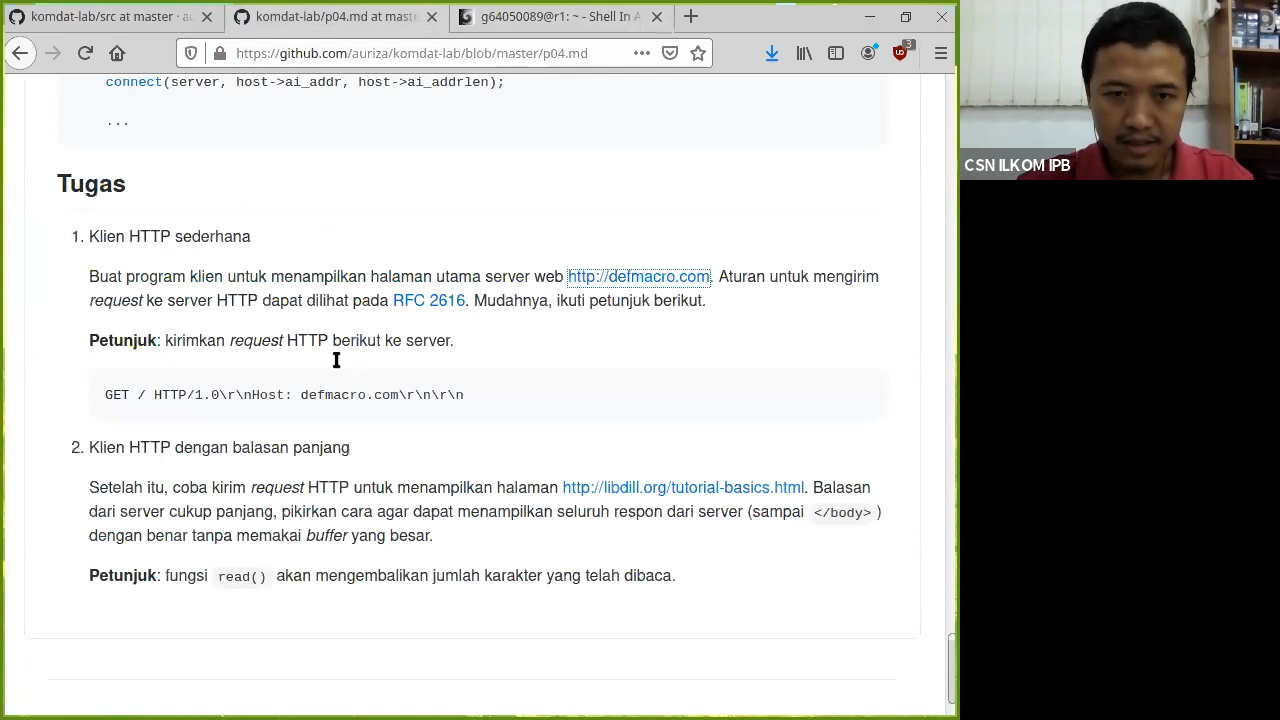 komdat-lab/src at master · au
komdat-lab/p04.md at maste
g64050089@r1: ~ - Shell In A
https://github.com/auriza/komdat-lab/blob/master/p04.md
3
connect(server, host->ai_addr, host->ai_addrlen);
...
Tugas
1. Klien HTTP sederhana
Buat program klien untuk menampilkan halaman utama server web http://defmacro.com. Aturan untuk mengirim
request ke server HTTP dapat dilihat pada RFC 2616. Mudahnya, ikuti petunjuk berikut.
Petunjuk: kirimkan request HTTP berikut ke server.
GET / HTTP/1.0\r\nHost: defmacro.com\r\n\r\n
2. Klien HTTP dengan balasan panjang
Setelah itu, coba kirim request HTTP untuk menampilkan halaman http://libdill.org/tutorial-basics.html. Balasan
dari server cukup panjang, pikirkan cara agar dapat menampilkan seluruh respon dari server (sampai </body> )
dengan benar tanpa memakai buffer yang besar.
Petunjuk: fungsi read() akan mengembalikan jumlah karakter yang telah dibaca.
CSN ILKOM IPB